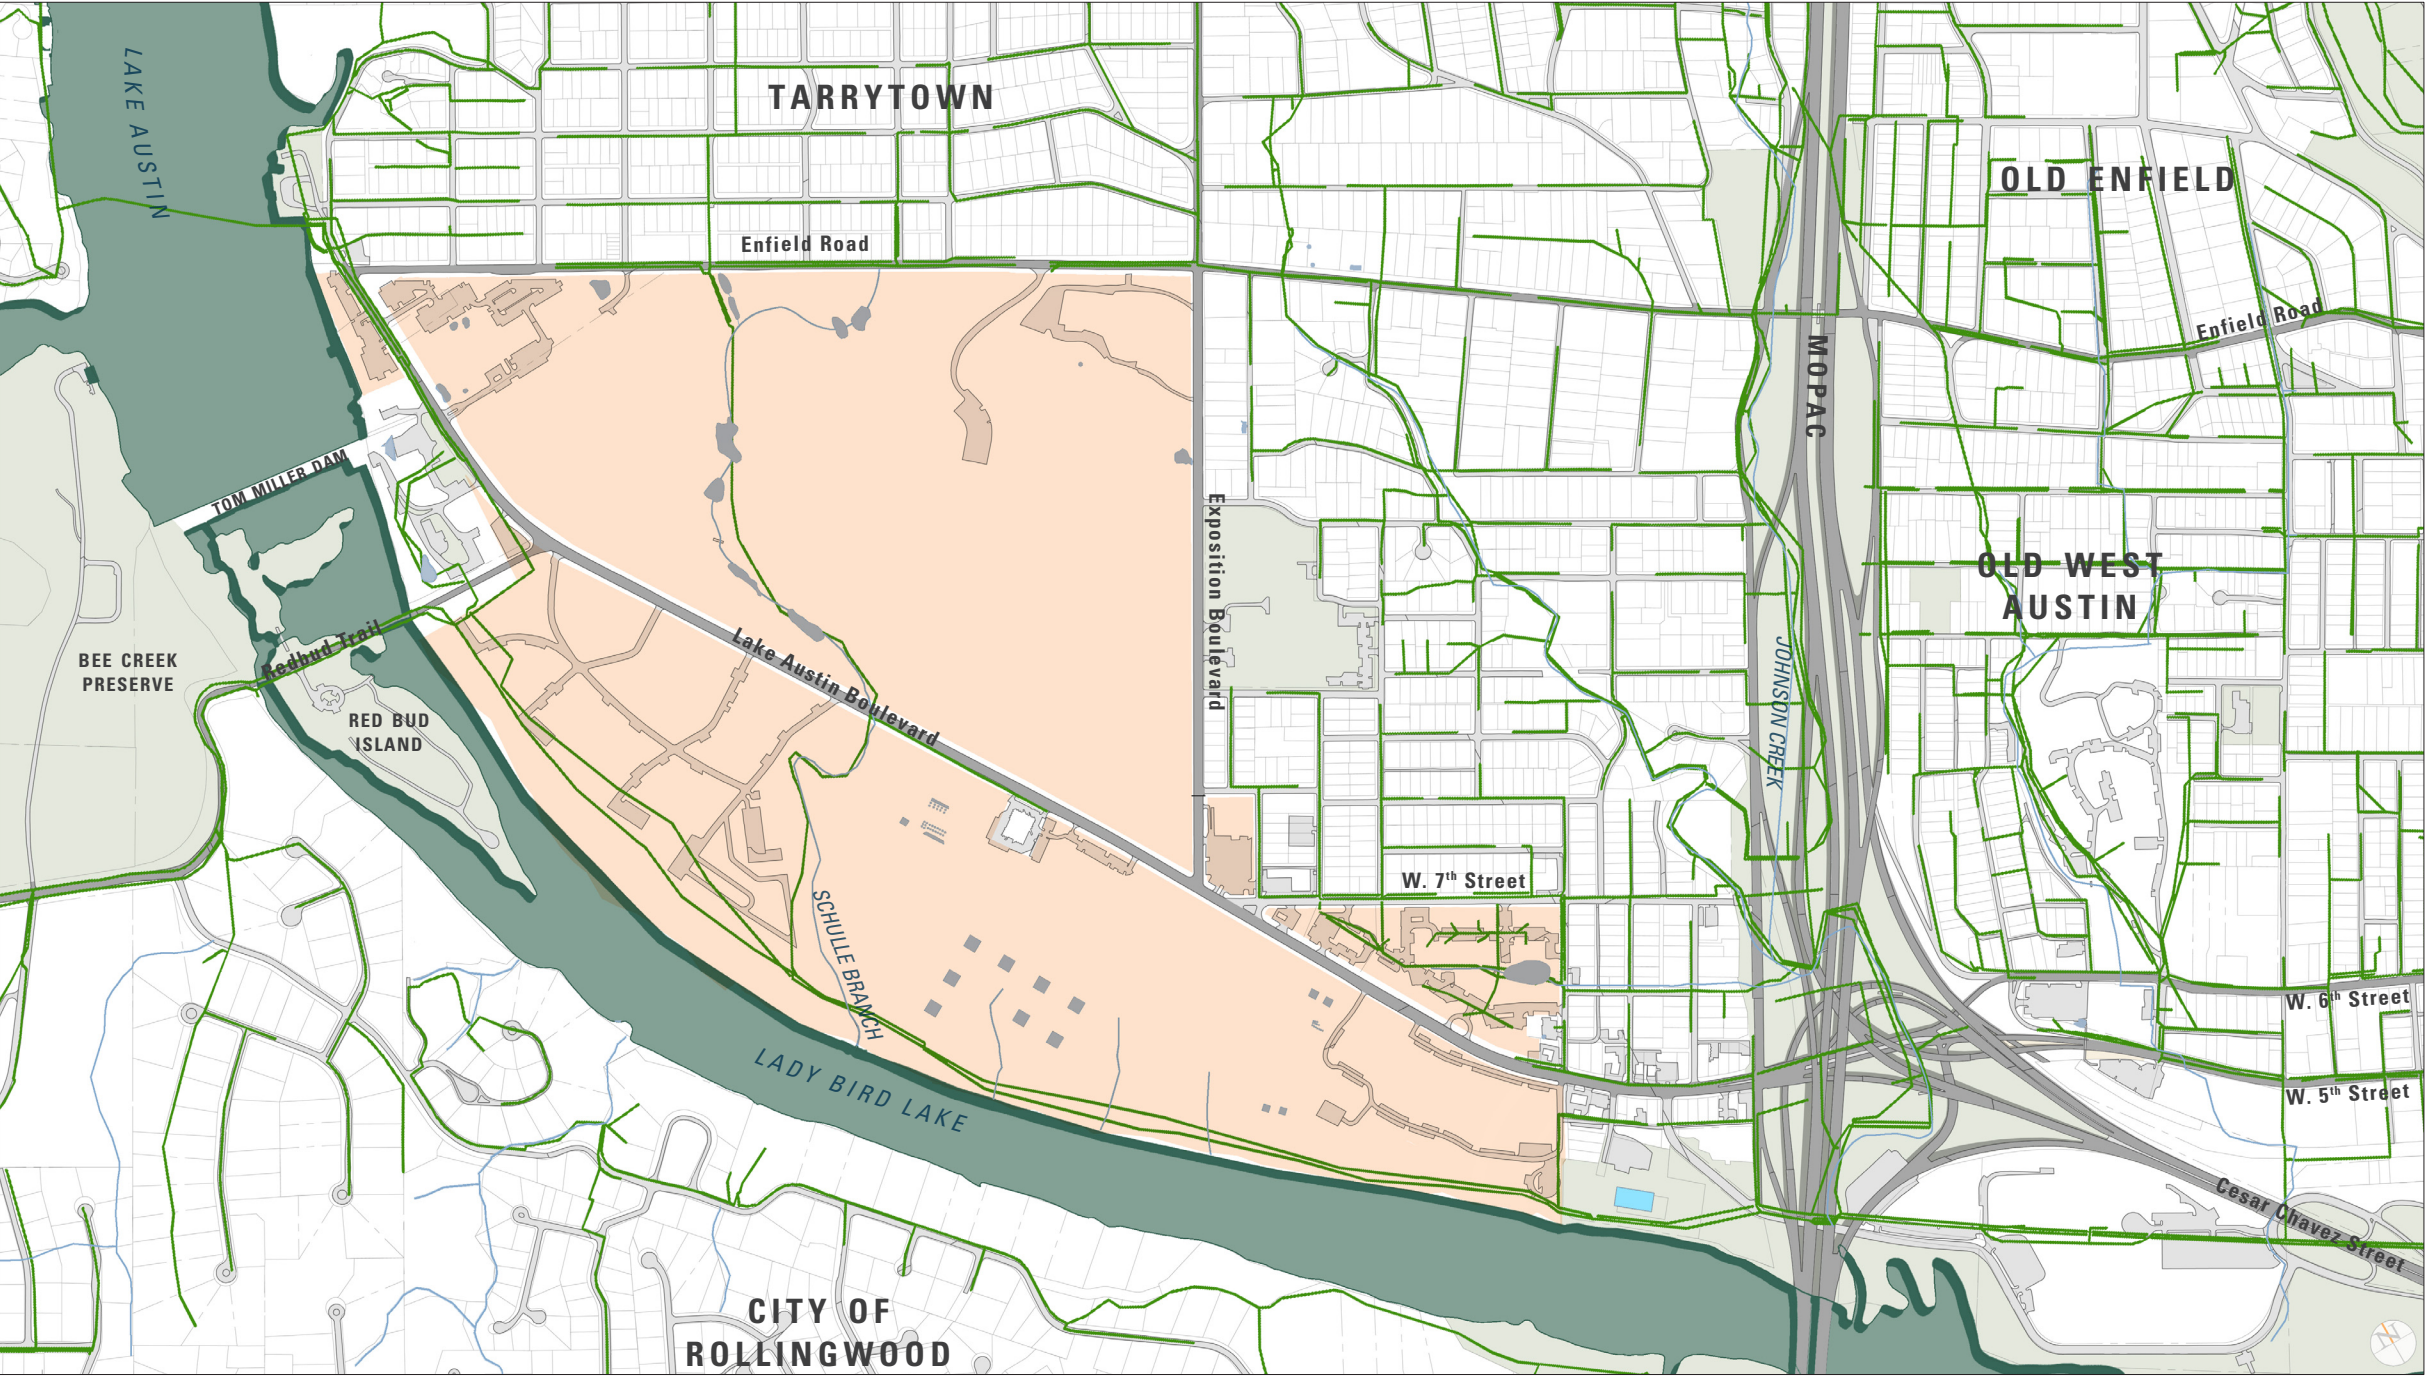 LAKE AUSTIN
TARRYTOWN
OLD ENFIELD
Enfield Road
Enfield Road
MOPAC
TOM MILLER DAM
Exposition Boulevard
OLD WEST
AUSTIN
Lake Austin Boulevard
JOHNSON CREEK
Redbud Trail
BEE CREEK
PRESERVE
RED BUD
ISLAND
W. 7th Street
SCHULLE BRANCH
W. 6th Street
LADY BIRD LAKE
W. 5th Street
Cesar Chavez Street
CITY OF
ROLLINGWOOD
N